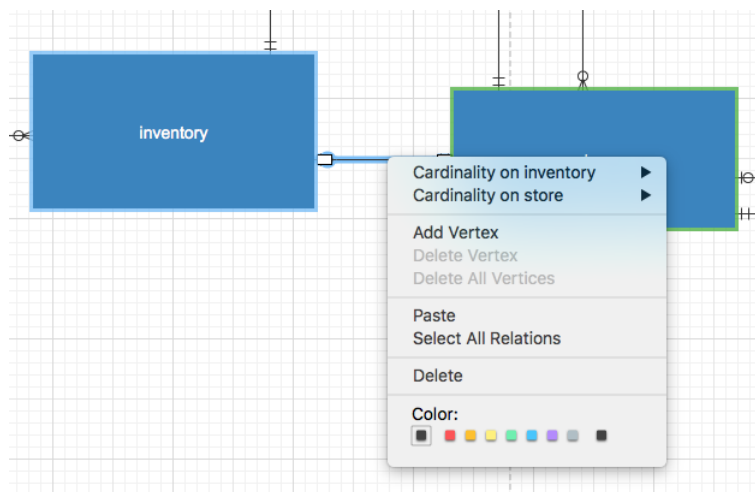 inventory
Cardinality on inventory
Cardinality on store
Add Vertex
Delete Vertex
Delete All Vertices
Paste
Select All Relations
Delete
Color: